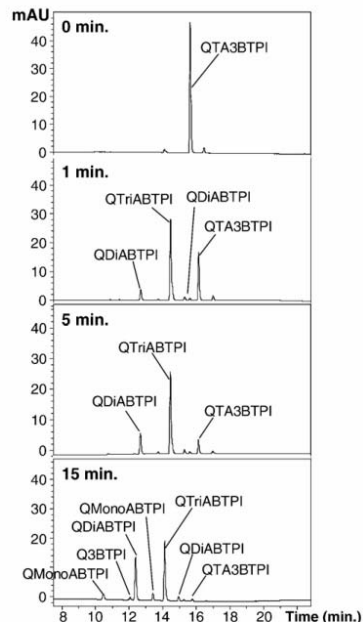 mAU
0 min.
40
30
20
10
0
QTA3BTPI
1 min.
40
30
20
10
0
QDiABTPI
QTriABTPI
QDiABTPI
QTA3BTPI
5 min.
40
30
20
10
0
QTriABTPI
QDiABTPI
QTA3BTPI
15 min.
40
30
20
10
0
QTriABTPI
QMonoABTPI
QDiABTPI
Q3BTPI
QMonoABTPI
QDiABTPI
QTA3BTPI
8 10 12 14 16 18 20 22 Time (min.)